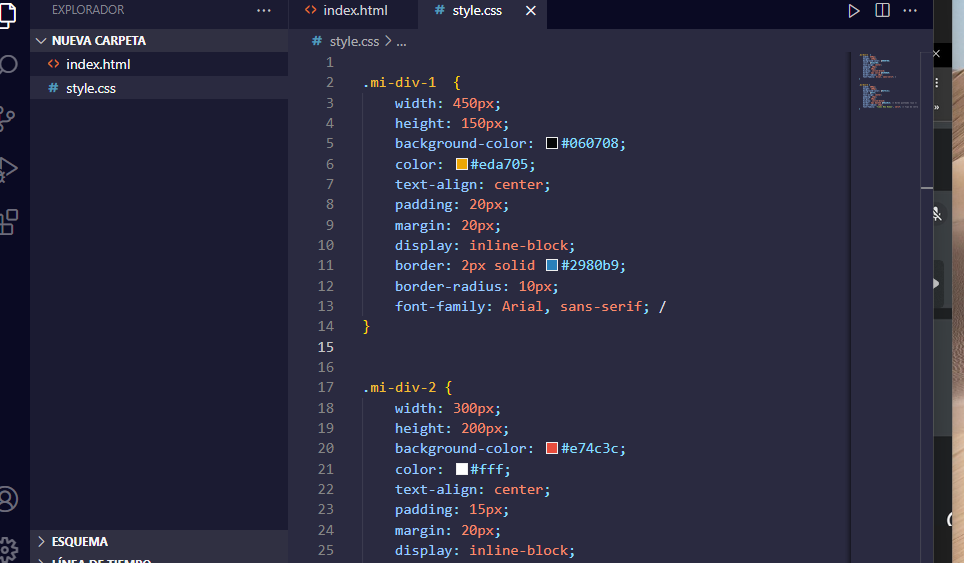 EXPLORADOR ···
index.html
# style.css ×
NUEVA CARPETA
index.html
# style.css
# style.css > ...
1
2 .mi-div-1  {
3 width: 450px;
4 height: 150px;
5 background-color: #060708;
6 color: #eda705;
7 text-align: center;
8 padding: 20px;
9 margin: 20px;
10 display: inline-block;
11 border: 2px solid #2980b9;
12 border-radius: 10px;
13 font-family: Arial, sans-serif; /
14 }
15
16
17 .mi-div-2 {
18 width: 300px;
19 height: 200px;
20 background-color: #e74c3c;
21 color: #fff;
22 text-align: center;
23 padding: 15px;
24 margin: 20px;
25 display: inline-block;
ESQUEMA
LÍNEA DE TIEMPO